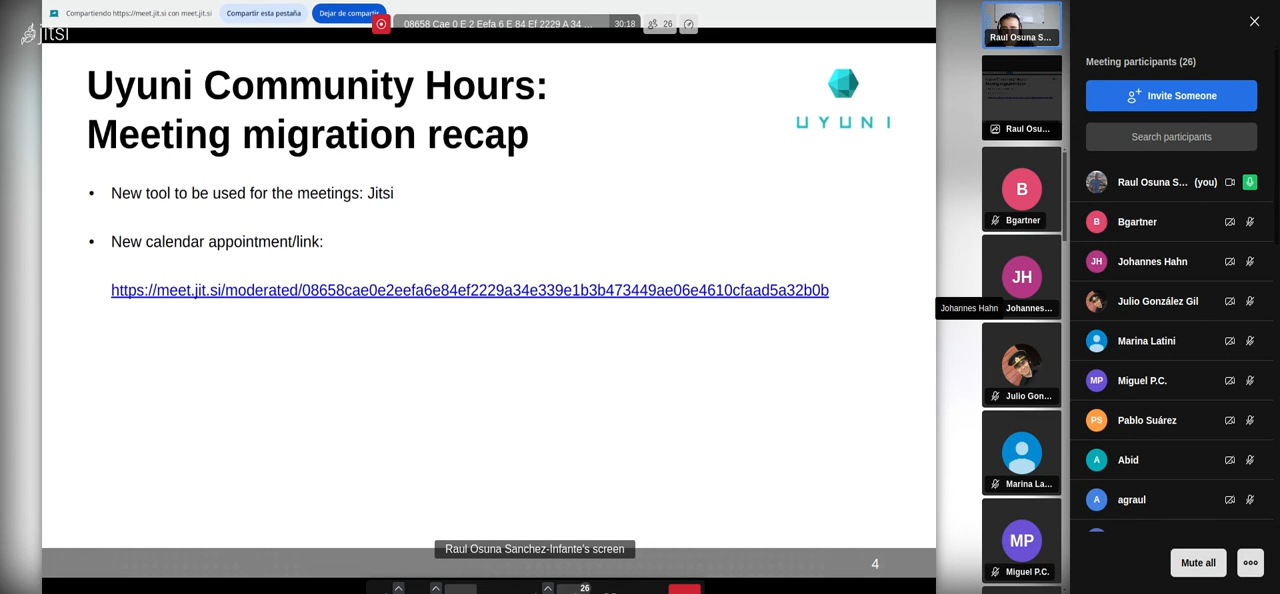 Compartiendo https://meet.jit.si con meet.jit.si
Compartir esta pestaña
Dejar de compartir
jitsi
08658 Cae 0 E 2 Eefa 6 E 84 Ef 2229 A 34 ...
30:18
26
Uyuni Community Hours:
Meeting migration recap
UYUNI
• New tool to be used for the meetings: Jitsi
• New calendar appointment/link:
https://meet.jit.si/moderated/08658cae0e2eefa6e84ef2229a34e339e1b3b473449ae06e4610cfaad5a32b0b
Raul Osuna Sanchez-Infante's screen
4
26
Raul Osuna S...
Raul Osu...
B
Bgartner
JH
Johannes Hahn
Johannes...
Julio Gon...
Marina La...
MP
Miguel P.C.
Meeting participants (26)
Invite Someone
Search participants
Raul Osuna S... (you)
B Bgartner
JH Johannes Hahn
Julio González Gil
Marina Latini
MP Miguel P.C.
PS Pablo Suárez
A Abid
A agraul
Mute all